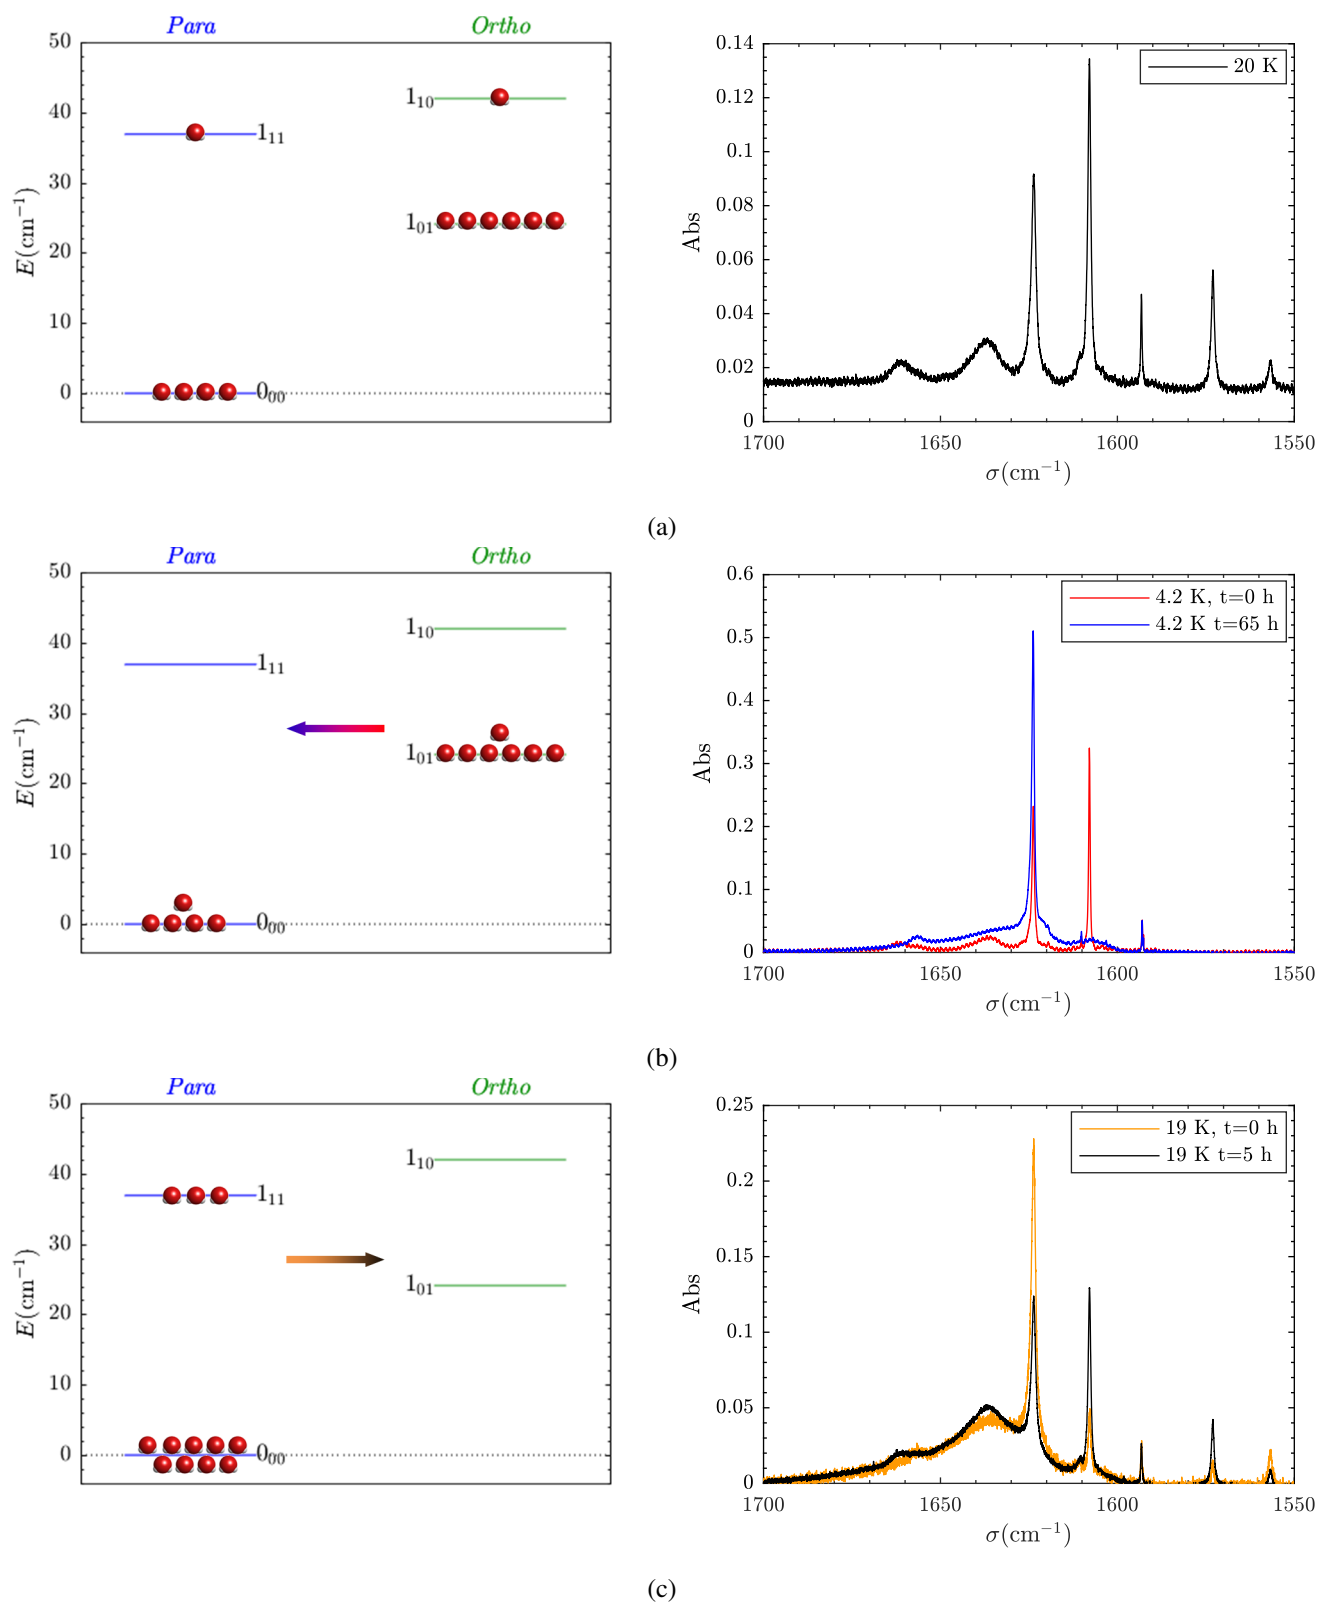 Para Ortho
50
40
30
20
10
0
E(cm⁻¹)
1₁₁
0₀₀
1₁₀
1₀₁
0.14
0.12
0.1
0.08
0.06
0.04
0.02
0
Abs
20 K
1700 1650 1600 1550
σ(cm⁻¹)
(a)
Para Ortho
50
40
30
20
10
0
E(cm⁻¹)
1₁₁
0₀₀
1₁₀
1₀₁
0.6
0.5
0.4
0.3
0.2
0.1
0
Abs
4.2 K, t=0 h
4.2 K t=65 h
1700 1650 1600 1550
σ(cm⁻¹)
(b)
Para Ortho
50
40
30
20
10
0
E(cm⁻¹)
1₁₁
0₀₀
1₁₀
1₀₁
0.25
0.2
0.15
0.1
0.05
0
Abs
19 K, t=0 h
19 K t=5 h
1700 1650 1600 1550
σ(cm⁻¹)
(c)